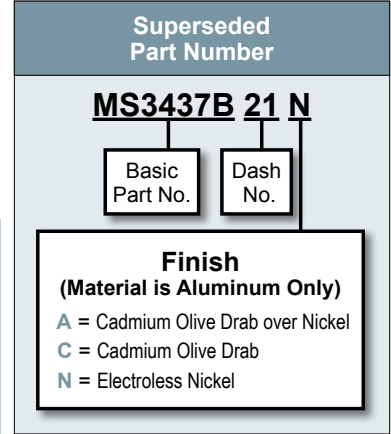 Superseded
Part Number
MS3437B 21 N
Basic Dash
Part No. No.
Finish
(Material is Aluminum Only)
A = Cadmium Olive Drab over Nickel
C = Cadmium Olive Drab
N = Electroless Nickel